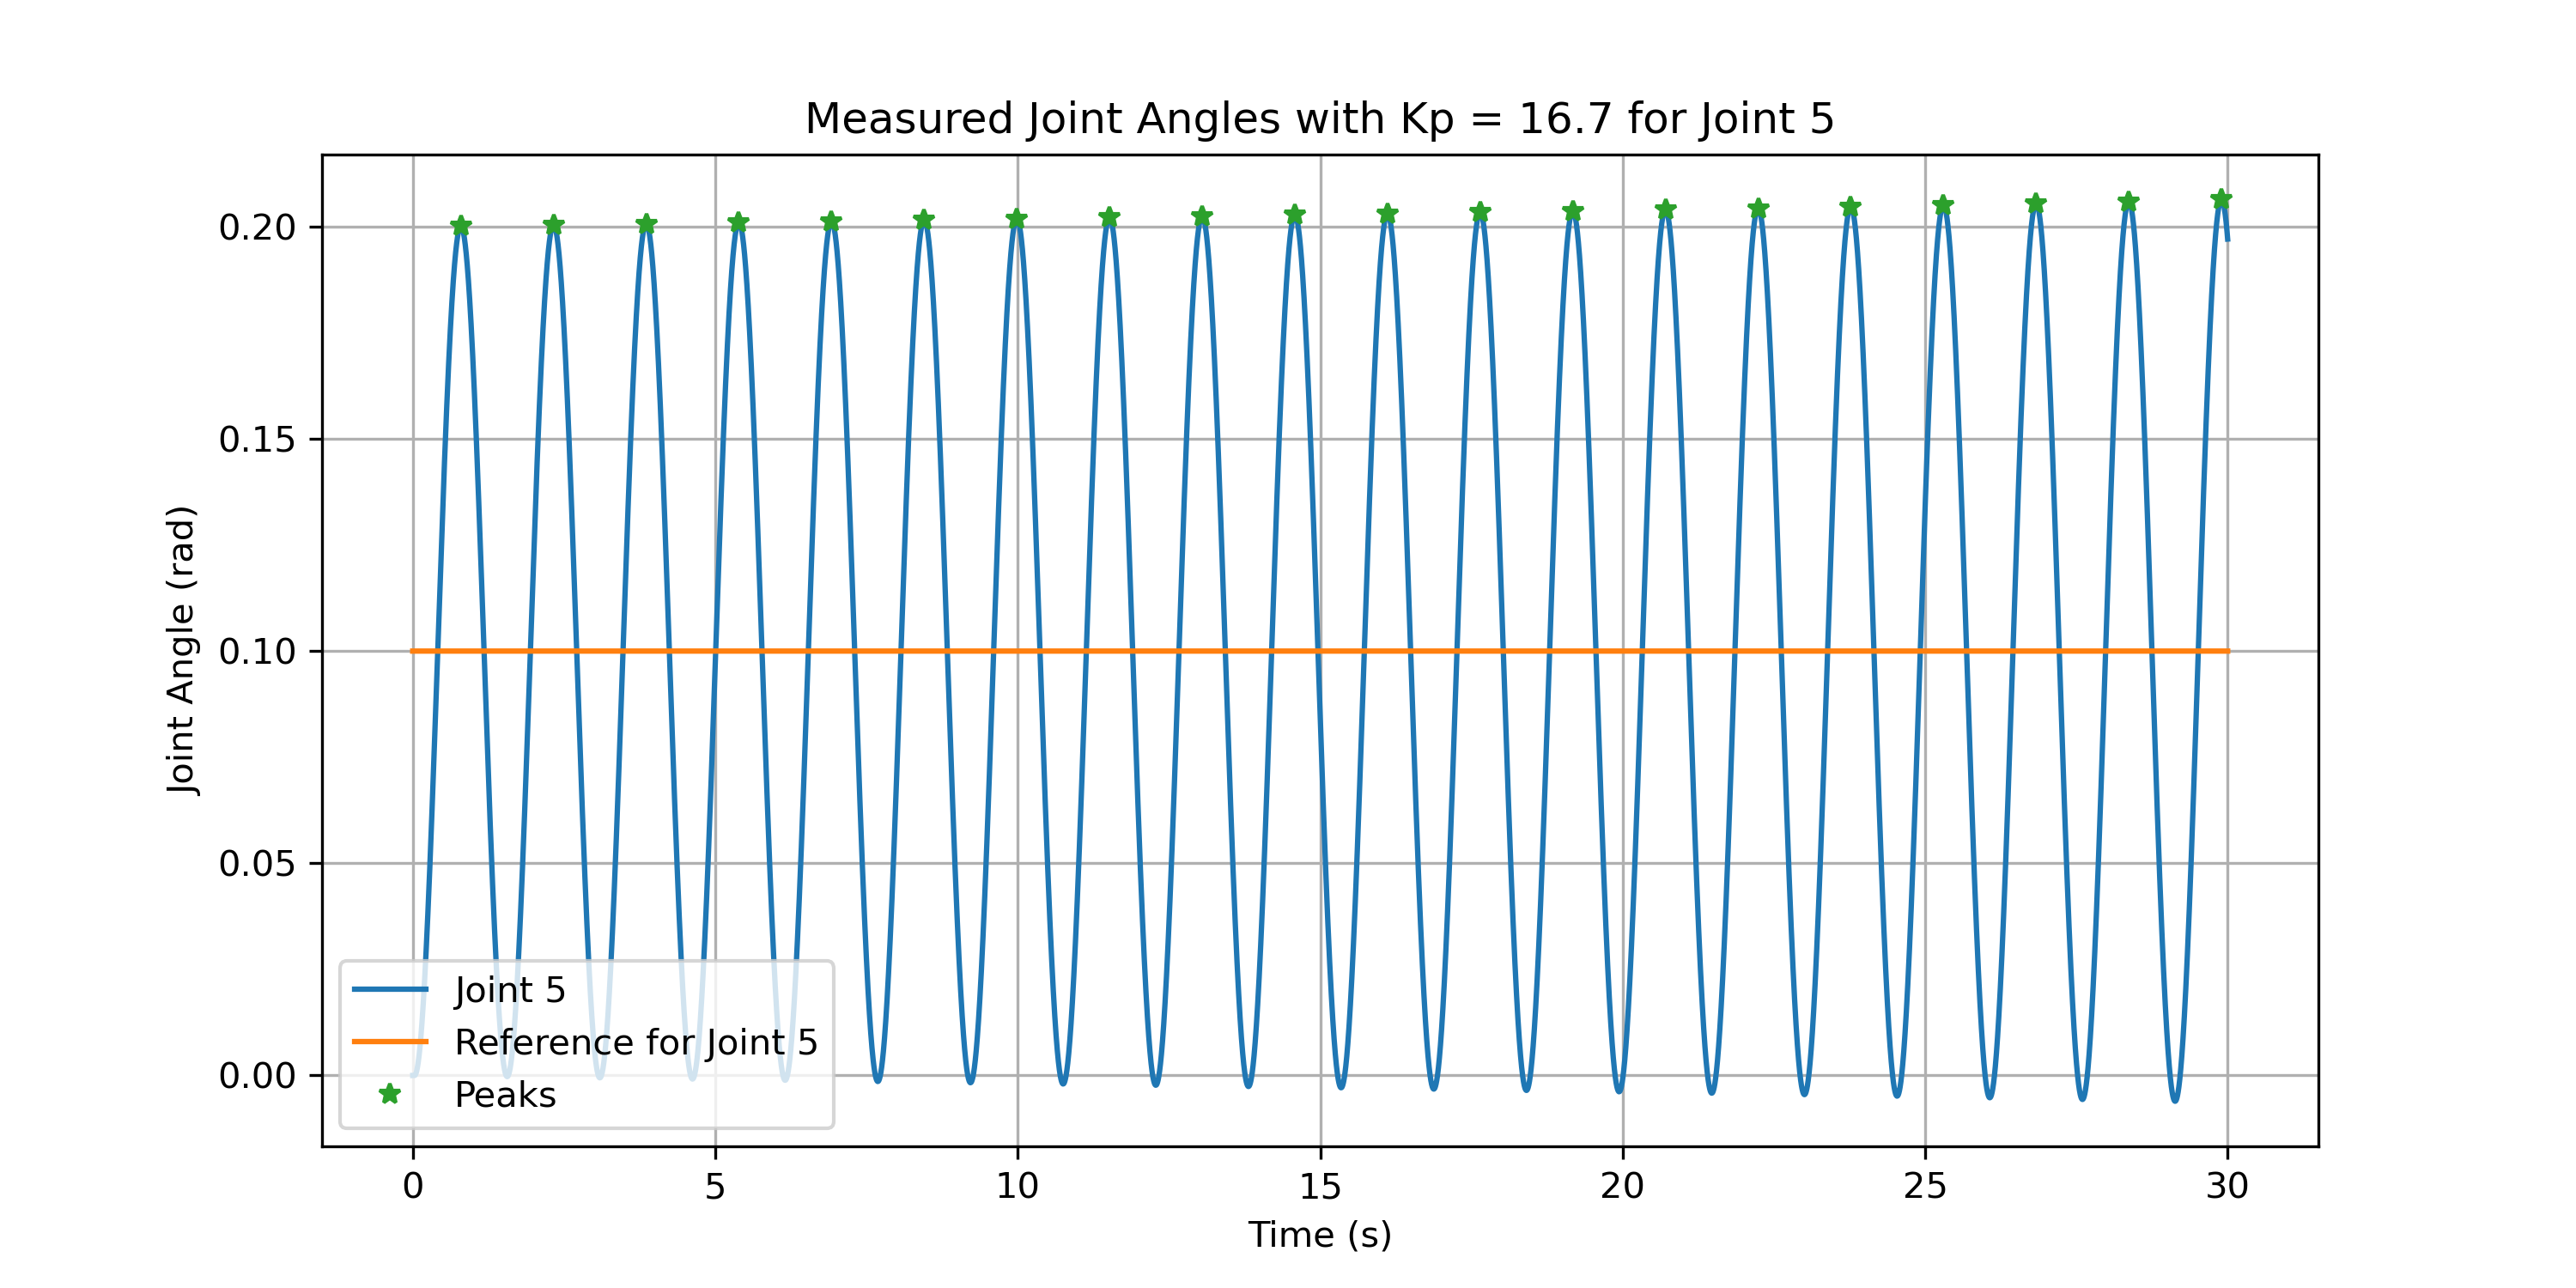 Measured Joint Angles with Kp = 16.7 for Joint 5
Joint Angle (rad)
0.20
0.15
0.10
0.05
0.00
Joint 5
Reference for Joint 5
Peaks
0 5 10 15 20 25 30
Time (s)